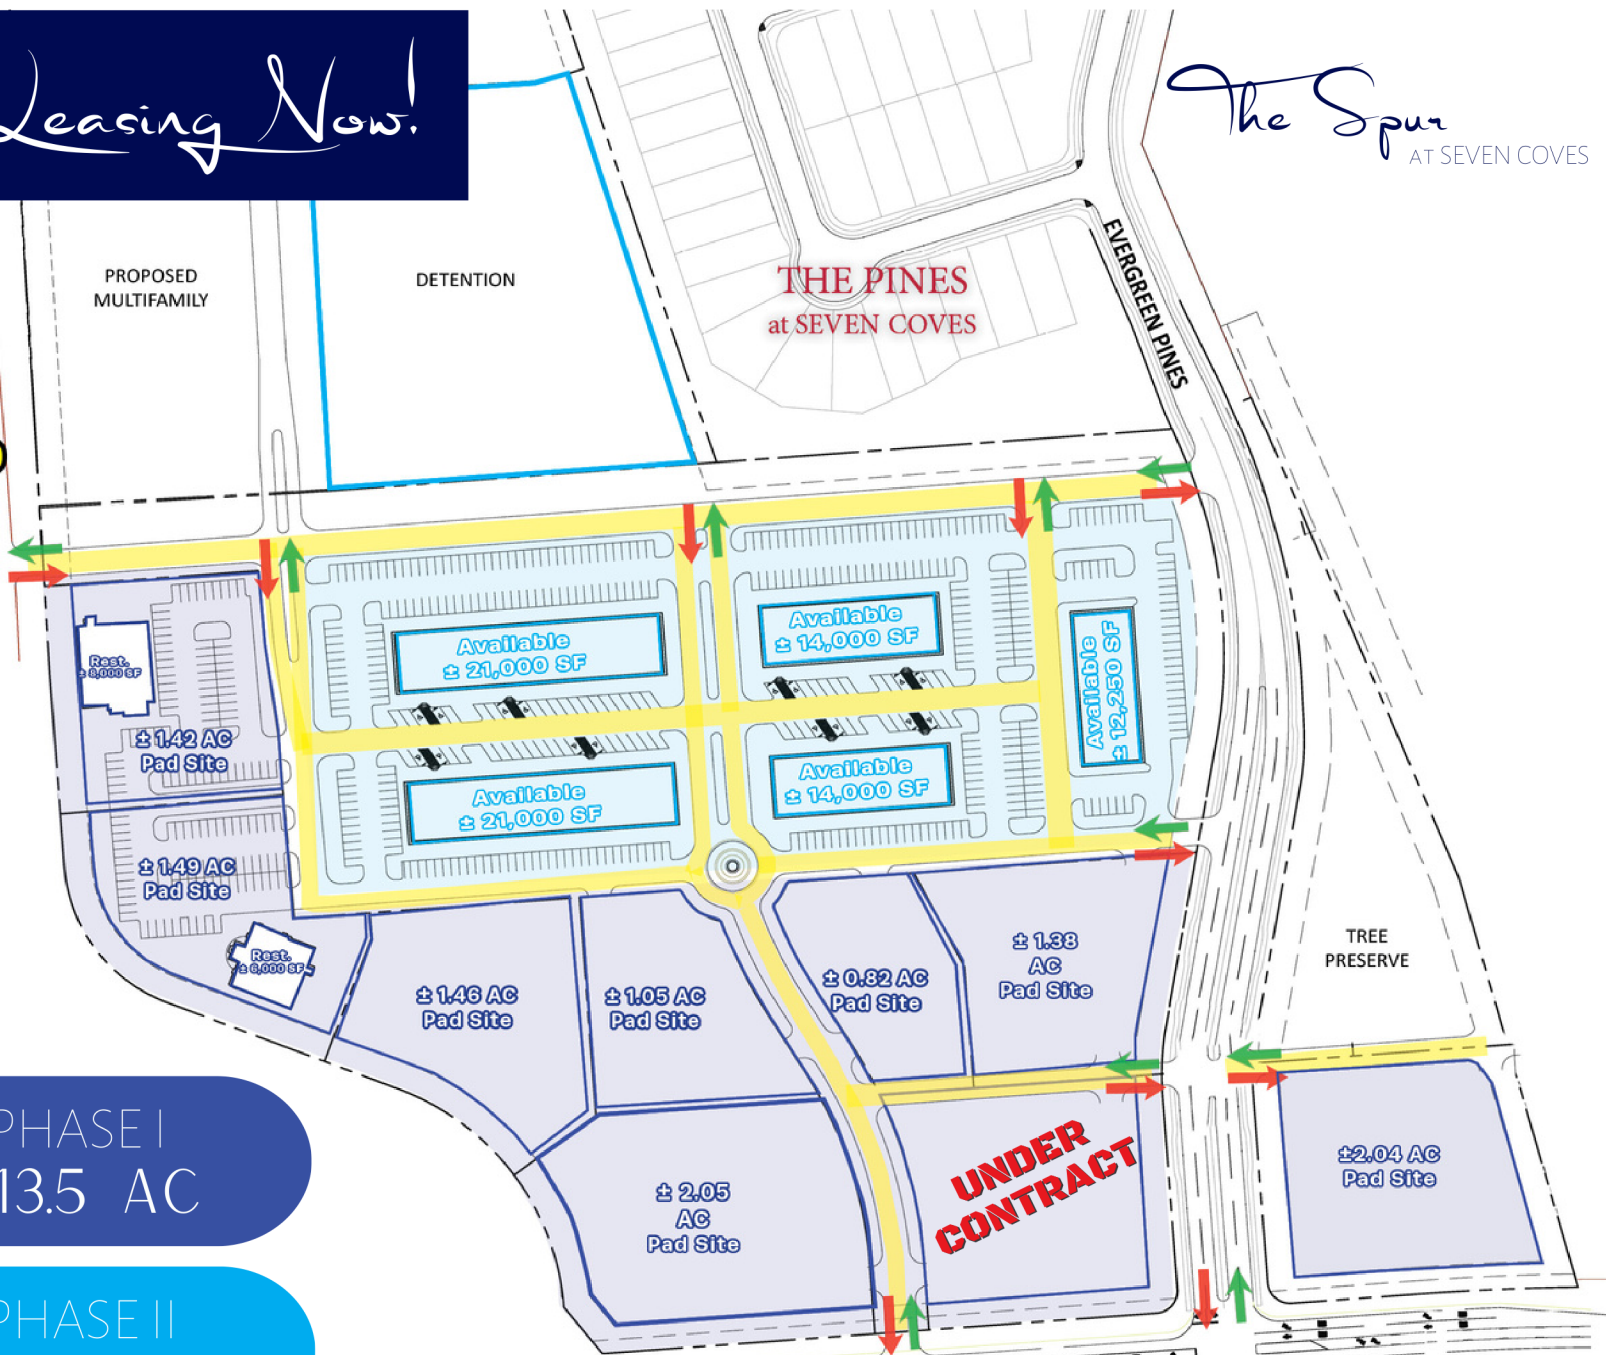 Leasing Now!
The Spur
AT SEVEN COVES
PROPOSED
MULTIFAMILY
DETENTION
THE PINES
at SEVEN COVES
EVERGREEN PINES
Available
± 21,000 SF
Available
± 14,000 SF
Available
± 12,250 SF
Rest.
± 8,000 SF
± 1.42 AC
Pad Site
Available
± 21,000 SF
Available
± 14,000 SF
± 1.49 AC
Pad Site
Rest.
± 6,000 SF
± 1.46 AC
Pad Site
± 1.05 AC
Pad Site
± 0.82 AC
Pad Site
± 1.38
AC
Pad Site
TREE
PRESERVE
PHASE I
13.5 AC
± 2.05
AC
Pad Site
UNDER
CONTRACT
±2.04 AC
Pad Site
PHASE II